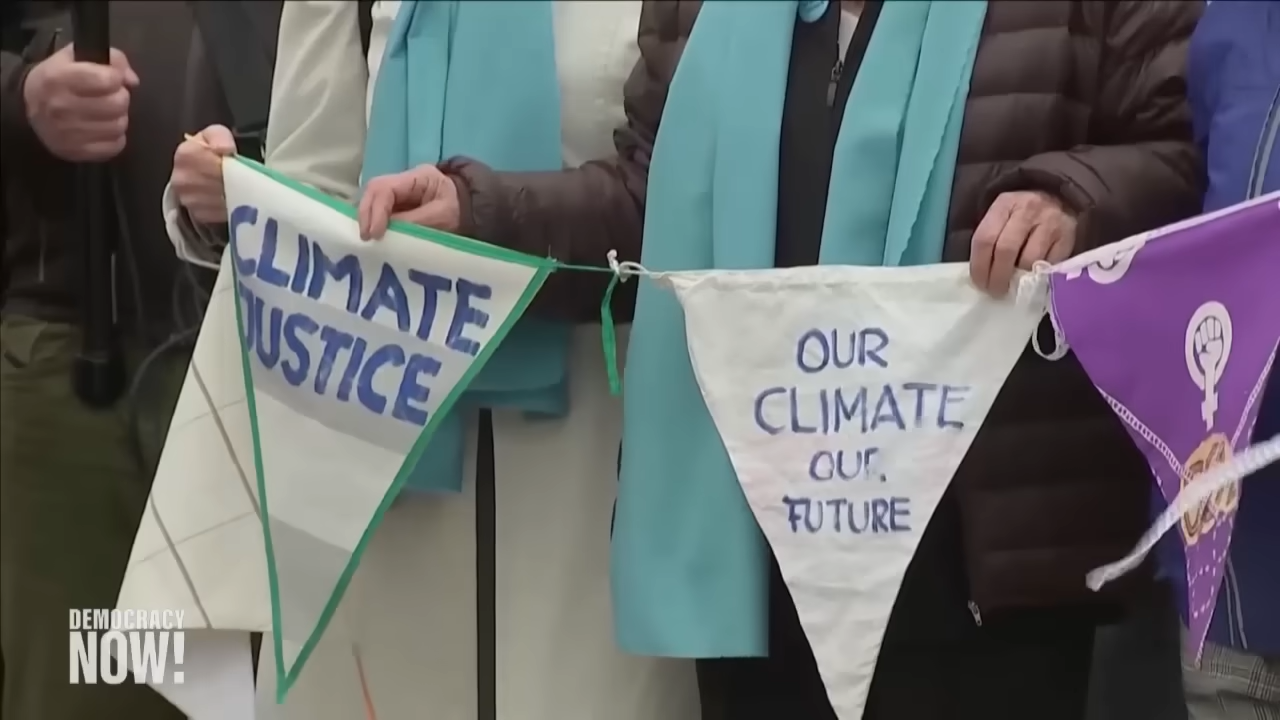 CLIMATE
JUSTICE
OUR
CLIMATE
OUR
FUTURE
DEMOCRACY
NOW!